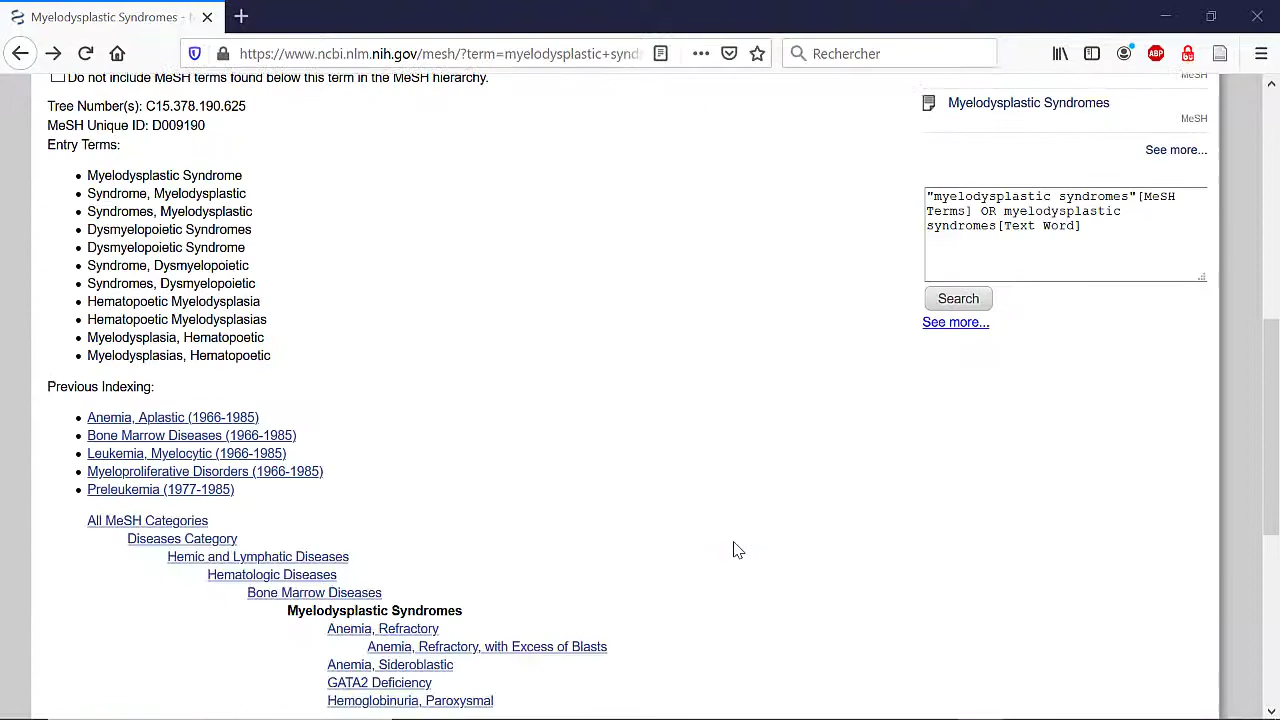 Myelodysplastic Syndromes -
https://www.ncbi.nlm.nih.gov/mesh/?term=myelodysplastic+synd
Rechercher
ABP
Do not include MeSH terms found below this term in the MeSH hierarchy.
Tree Number(s): C15.378.190.625
MeSH Unique ID: D009190
Entry Terms:
Myelodysplastic Syndrome
Syndrome, Myelodysplastic
Syndromes, Myelodysplastic
Dysmyelopoietic Syndromes
Dysmyelopoietic Syndrome
Syndrome, Dysmyelopoietic
Syndromes, Dysmyelopoietic
Hematopoetic Myelodysplasia
Hematopoetic Myelodysplasias
Myelodysplasia, Hematopoetic
Myelodysplasias, Hematopoetic
Previous Indexing:
Anemia, Aplastic (1966-1985)
Bone Marrow Diseases (1966-1985)
Leukemia, Myelocytic (1966-1985)
Myeloproliferative Disorders (1966-1985)
Preleukemia (1977-1985)
All MeSH Categories
Diseases Category
Hemic and Lymphatic Diseases
Hematologic Diseases
Bone Marrow Diseases
Myelodysplastic Syndromes
Anemia, Refractory
Anemia, Refractory, with Excess of Blasts
Anemia, Sideroblastic
GATA2 Deficiency
Hemoglobinuria, Paroxysmal
MeSH
Myelodysplastic Syndromes
MeSH
See more...
"myelodysplastic syndromes"[MeSH
Terms] OR myelodysplastic
syndromes[Text Word]
Search
See more...